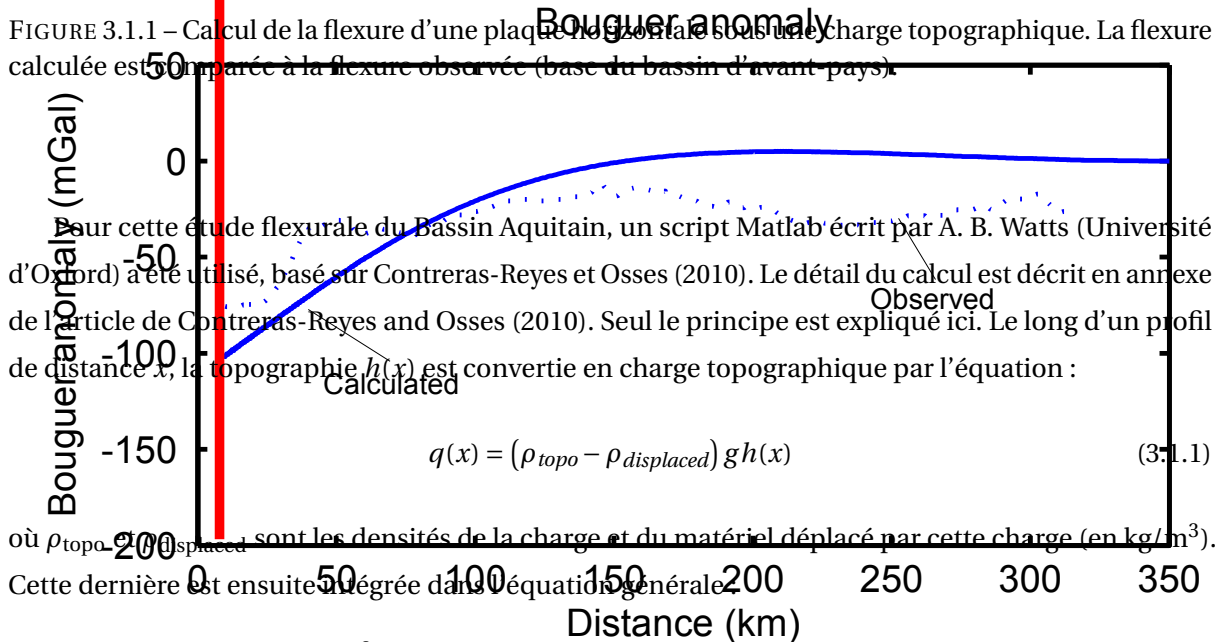 Bouguer anomaly
FIGURE 3.1.1 – Calcul de la flexure d'une plaque horizontale sous une charge topographique. La flexure
calculée est comparée à la flexure observée (base du bassin d'avant-pays).
50
0
-50
-100
-150
-200
Bouguer anomaly (mGal)
Pour cette étude flexurale du Bassin Aquitain, un script Matlab écrit par A. B. Watts (Université
d'Oxford) a été utilisé, basé sur Contreras-Reyes et Osses (2010). Le détail du calcul est décrit en annexe
Observed
de l'article de Contreras-Reyes and Osses (2010). Seul le principe est expliqué ici. Le long d'un profil
de distance x, la topographie h(x) est convertie en charge topographique par l'équation :
Calculated
q(x) = (ρtopo − ρdisplaced) gh(x) (3.1.1)
où ρtopo et ρdisplaced sont les densités de la charge et du matériel déplacé par cette charge (en kg/m³).
Cette dernière est ensuite intégrée dans l'équation générale :
0 50 100 150 200 250 300 350
Distance (km)